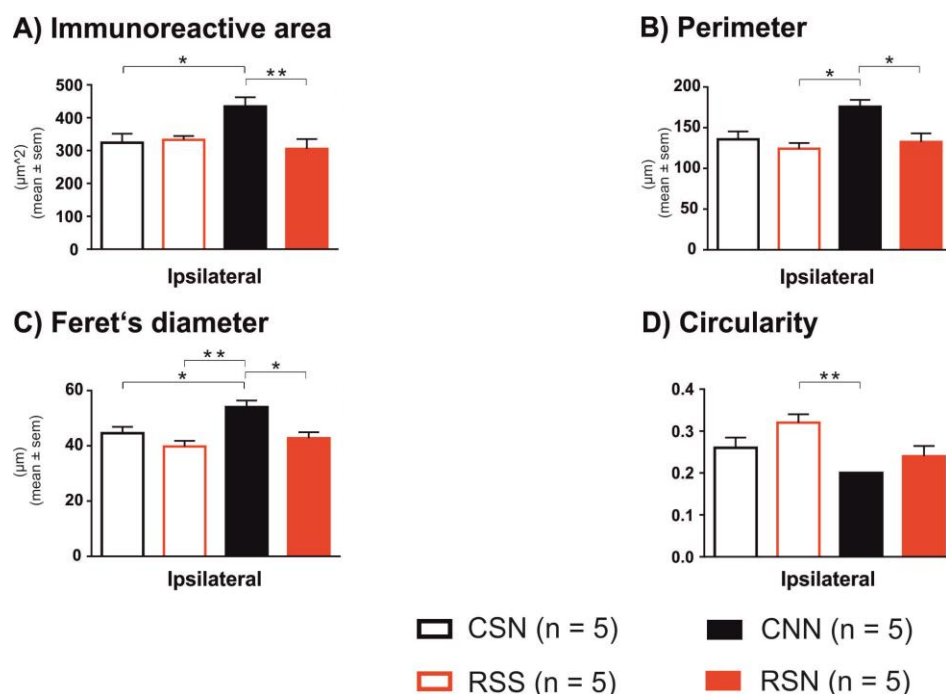 A) Immunoreactive area
*
**
500
400
300
200
100
0
(µm^2)
(mean ± sem)
Ipsilateral
B) Perimeter
*
*
200
150
100
50
0
(µm)
(mean ± sem)
Ipsilateral
C) Feret‘s diameter
**
*
*
60
40
20
0
(µm)
(mean ± sem)
Ipsilateral
D) Circularity
**
0.4
0.3
0.2
0.1
0.0
Ipsilateral
CSN (n = 5)
CNN (n = 5)
RSS (n = 5)
RSN (n = 5)